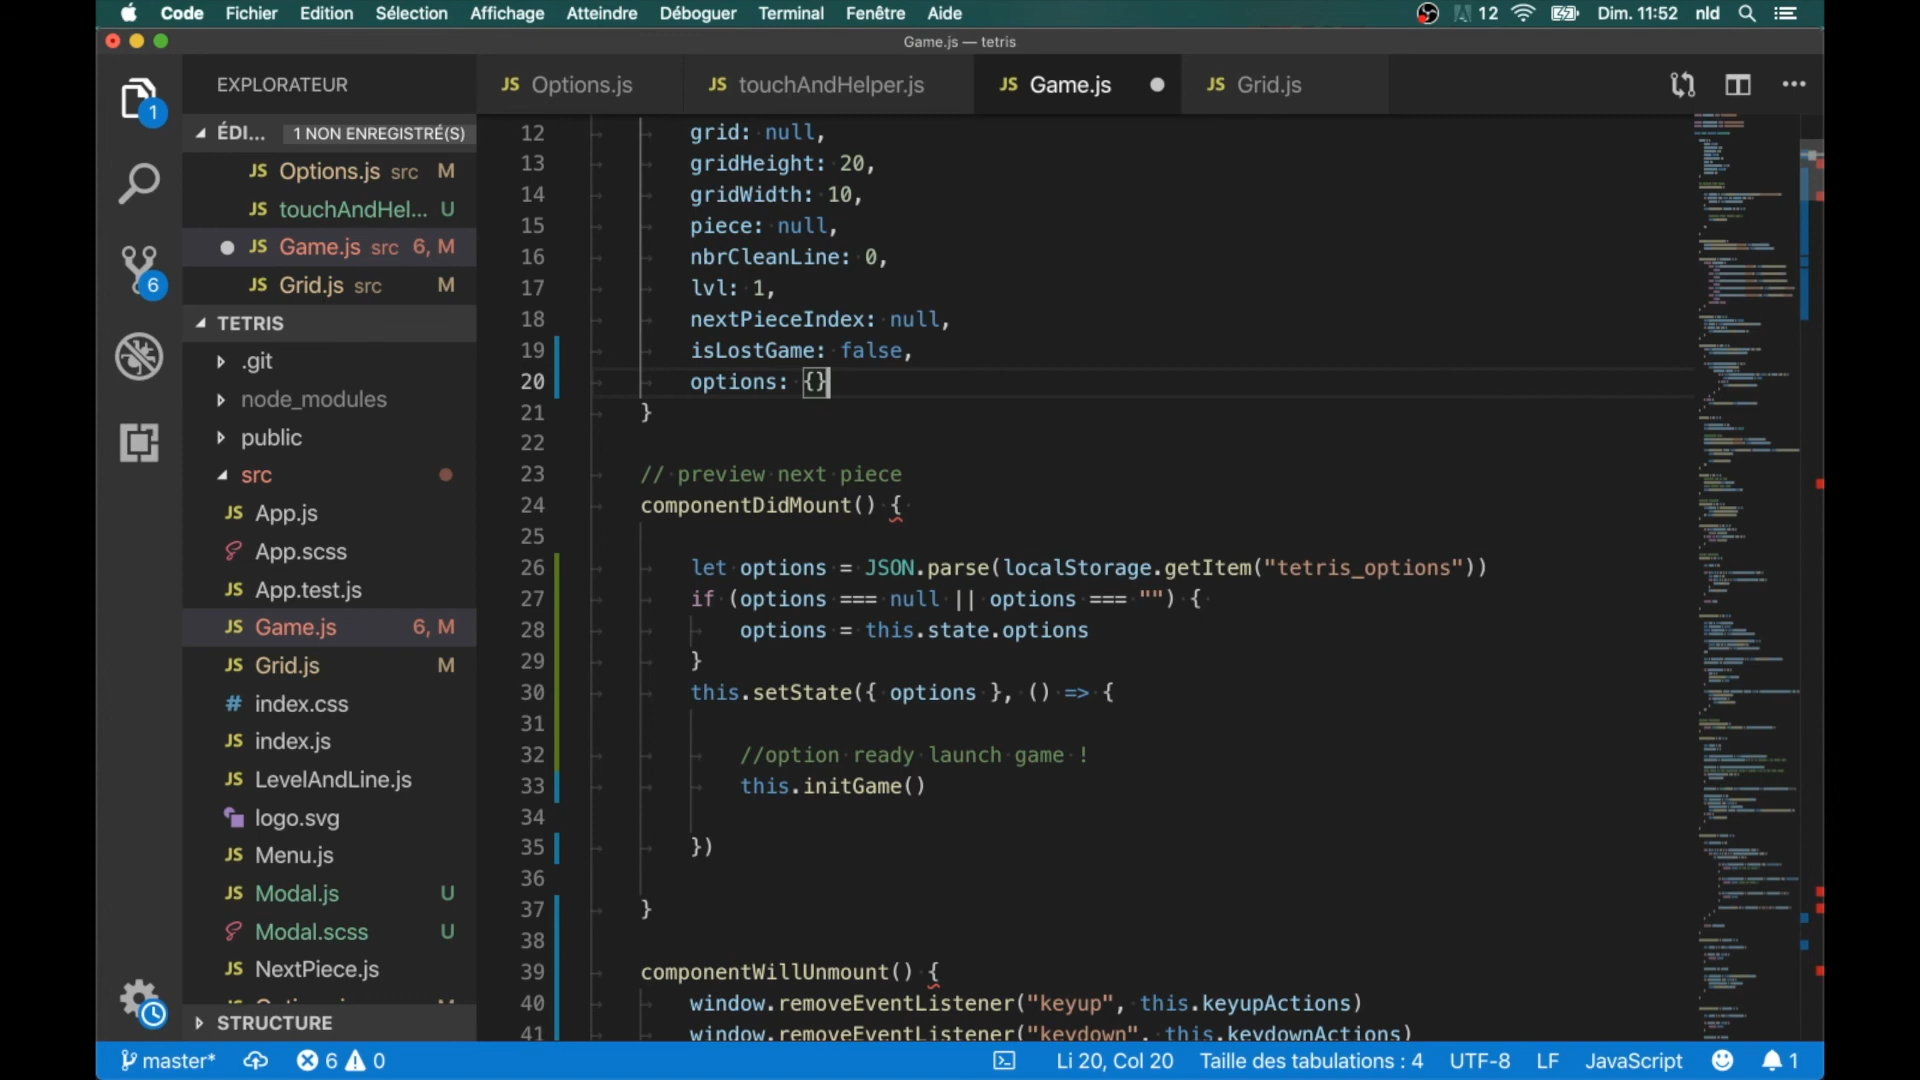 Code Fichier Edition Sélection Affichage Atteindre Déboguer Terminal Fenêtre Aide 12 Dim. 11:52 nld
Game.js — tetris
EXPLORATEUR
JS Options.js JS touchAndHelper.js JS Game.js JS Grid.js
1
ÉDI... 1 NON ENREGISTRÉ(S)
JS Options.js src M
JS touchAndHel... U
JS Game.js src 6, M
JS Grid.js src M
6
TETRIS
.git
node_modules
public
src
JS App.js
App.scss
JS App.test.js
JS Game.js 6, M
JS Grid.js M
# index.css
JS index.js
JS LevelAndLine.js
logo.svg
JS Menu.js
JS Modal.js U
Modal.scss U
JS NextPiece.js
STRUCTURE
12 grid: null,
13 gridHeight: 20,
14 gridWidth: 10,
15 piece: null,
16 nbrCleanLine: 0,
17 lvl: 1,
18 nextPieceIndex: null,
19 isLostGame: false,
20 options: {}
21 }
22
23 // preview next piece
24 componentDidMount() {
25
26 let options = JSON.parse(localStorage.getItem("tetris_options"))
27 if (options === null || options === "") {
28 options = this.state.options
29 }
30 this.setState({ options }, () => {
31
32 //option ready launch game !
33 this.initGame()
34
35 })
36
37 }
38
39 componentWillUnmount() {
40 window.removeEventListener("keyup", this.keyupActions)
41 window.removeEventListener("keydown", this.keydownActions)
master* 6 0 Li 20, Col 20 Taille des tabulations : 4 UTF-8 LF JavaScript 1